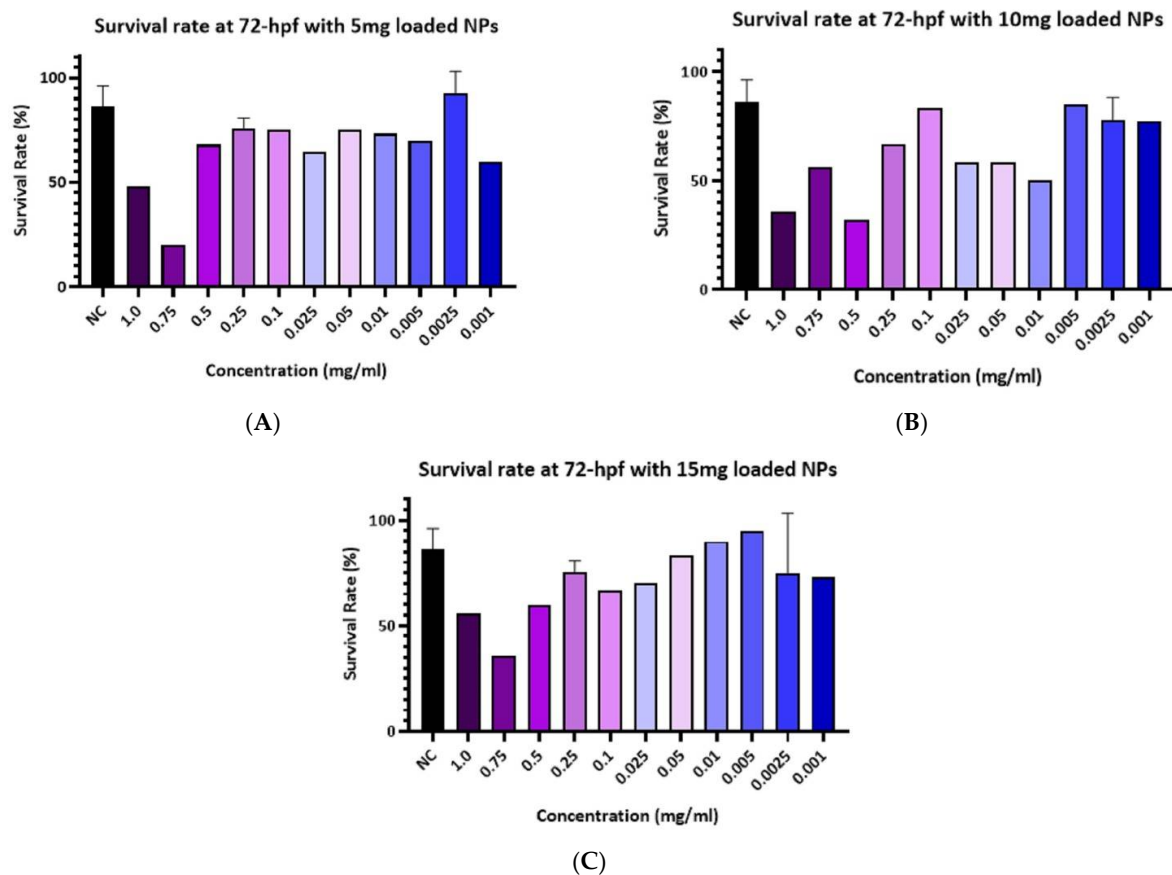 Survival rate at 72-hpf with 5mg loaded NPs
Survival Rate (%)
100
50
0
NC 1.0 0.75 0.5 0.25 0.1 0.025 0.05 0.01 0.005 0.0025 0.001
Concentration (mg/ml)
(A)
Survival rate at 72-hpf with 10mg loaded NPs
Survival Rate (%)
100
50
0
NC 1.0 0.75 0.5 0.25 0.1 0.025 0.05 0.01 0.005 0.0025 0.001
Concentration (mg/ml)
(B)
Survival rate at 72-hpf with 15mg loaded NPs
Survival Rate (%)
100
50
0
NC 1.0 0.75 0.5 0.25 0.1 0.025 0.05 0.01 0.005 0.0025 0.001
Concentration (mg/ml)
(C)